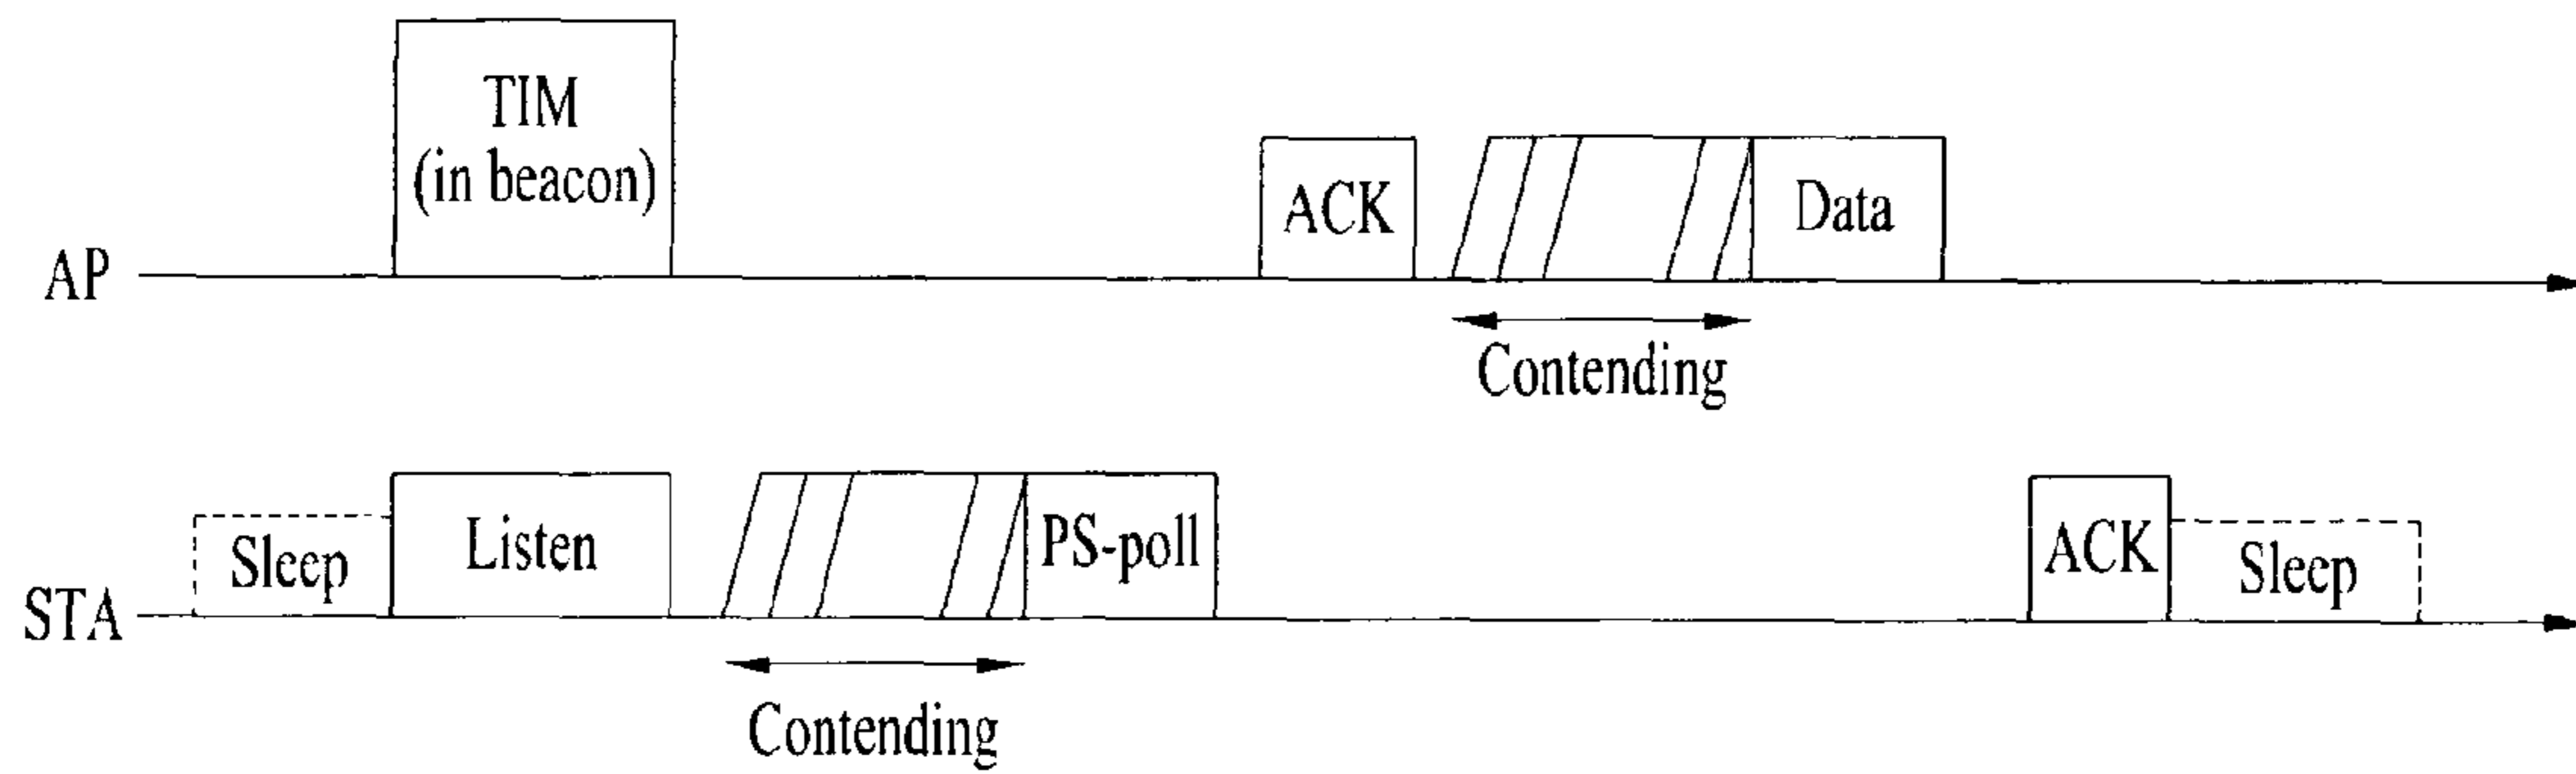 TIM
(in beacon)
ACK
Data
AP
Contending
Sleep
Listen
PS-poll
ACK
Sleep
STA
Contending